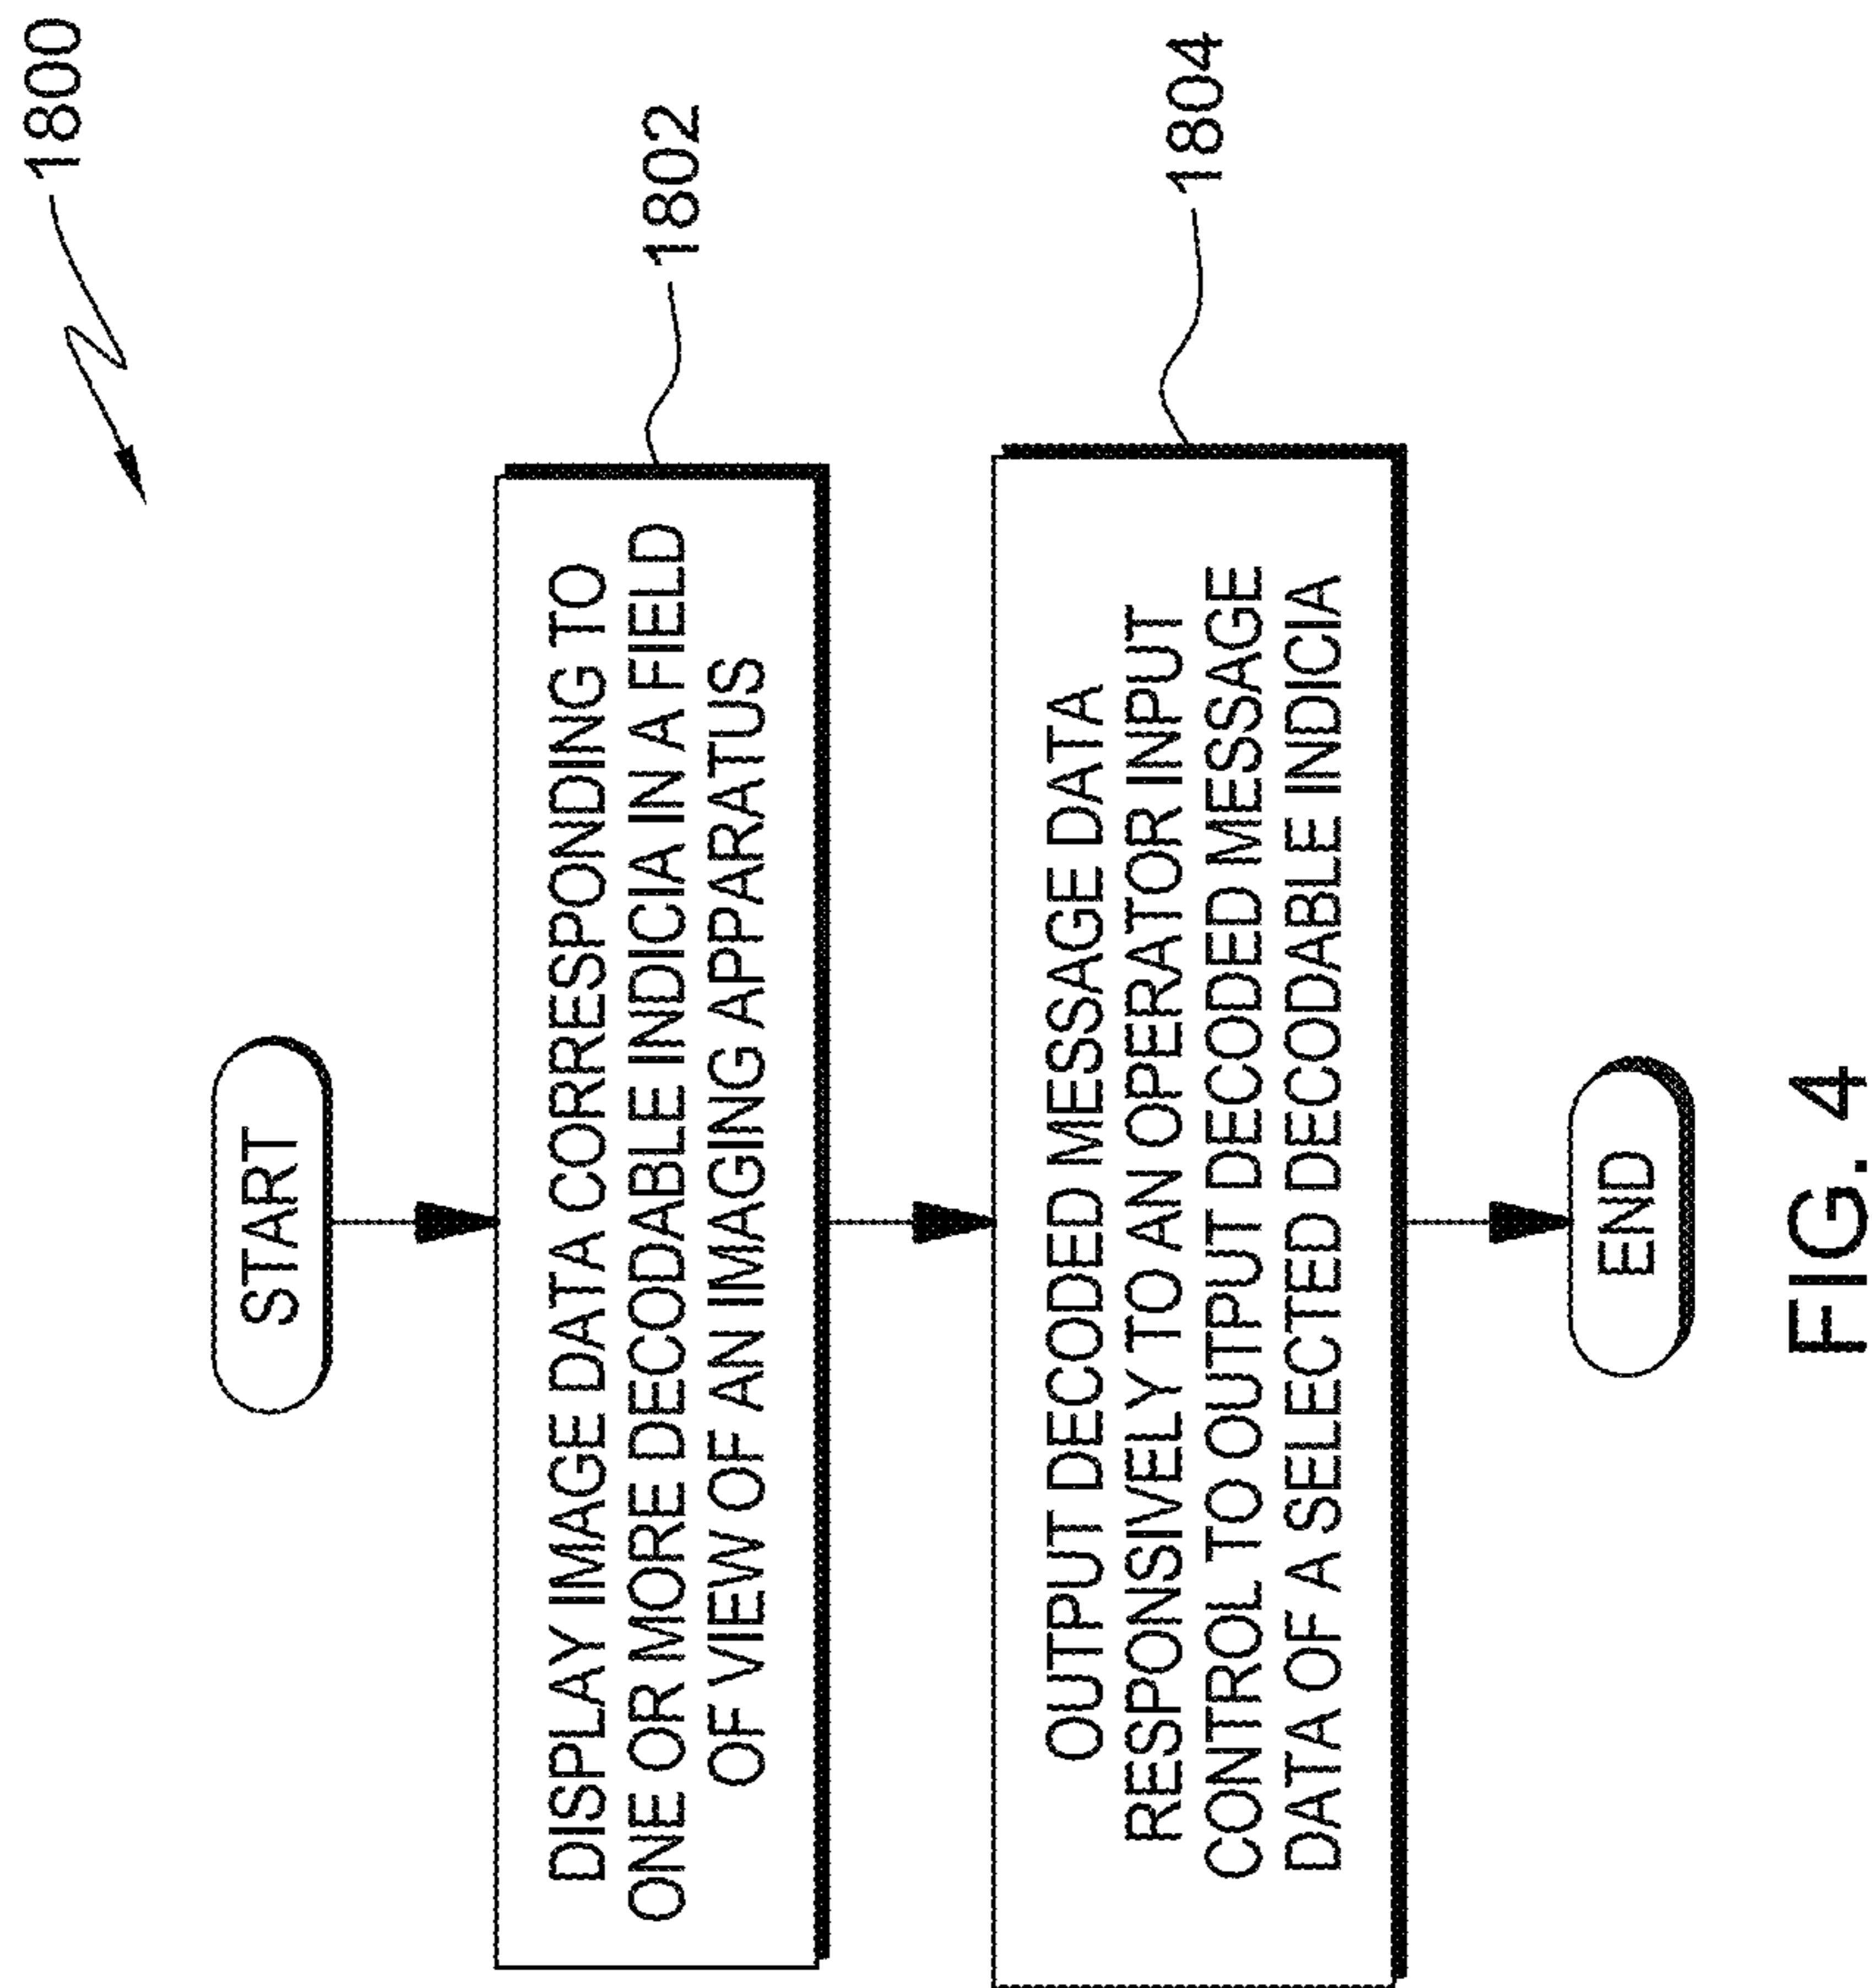 1800
START
DISPLAY IMAGE DATA CORRESPONDING TO
ONE OR MORE DECODABLE INDICIA IN A FIELD
OF VIEW OF AN IMAGING APPARATUS
1802
OUTPUT DECODED MESSAGE DATA
RESPONSIVELY TO AN OPERATOR INPUT
CONTROL TO OUTPUT DECODED MESSAGE
DATA OF A SELECTED DECODABLE INDICIA
1804
END
FIG. 4